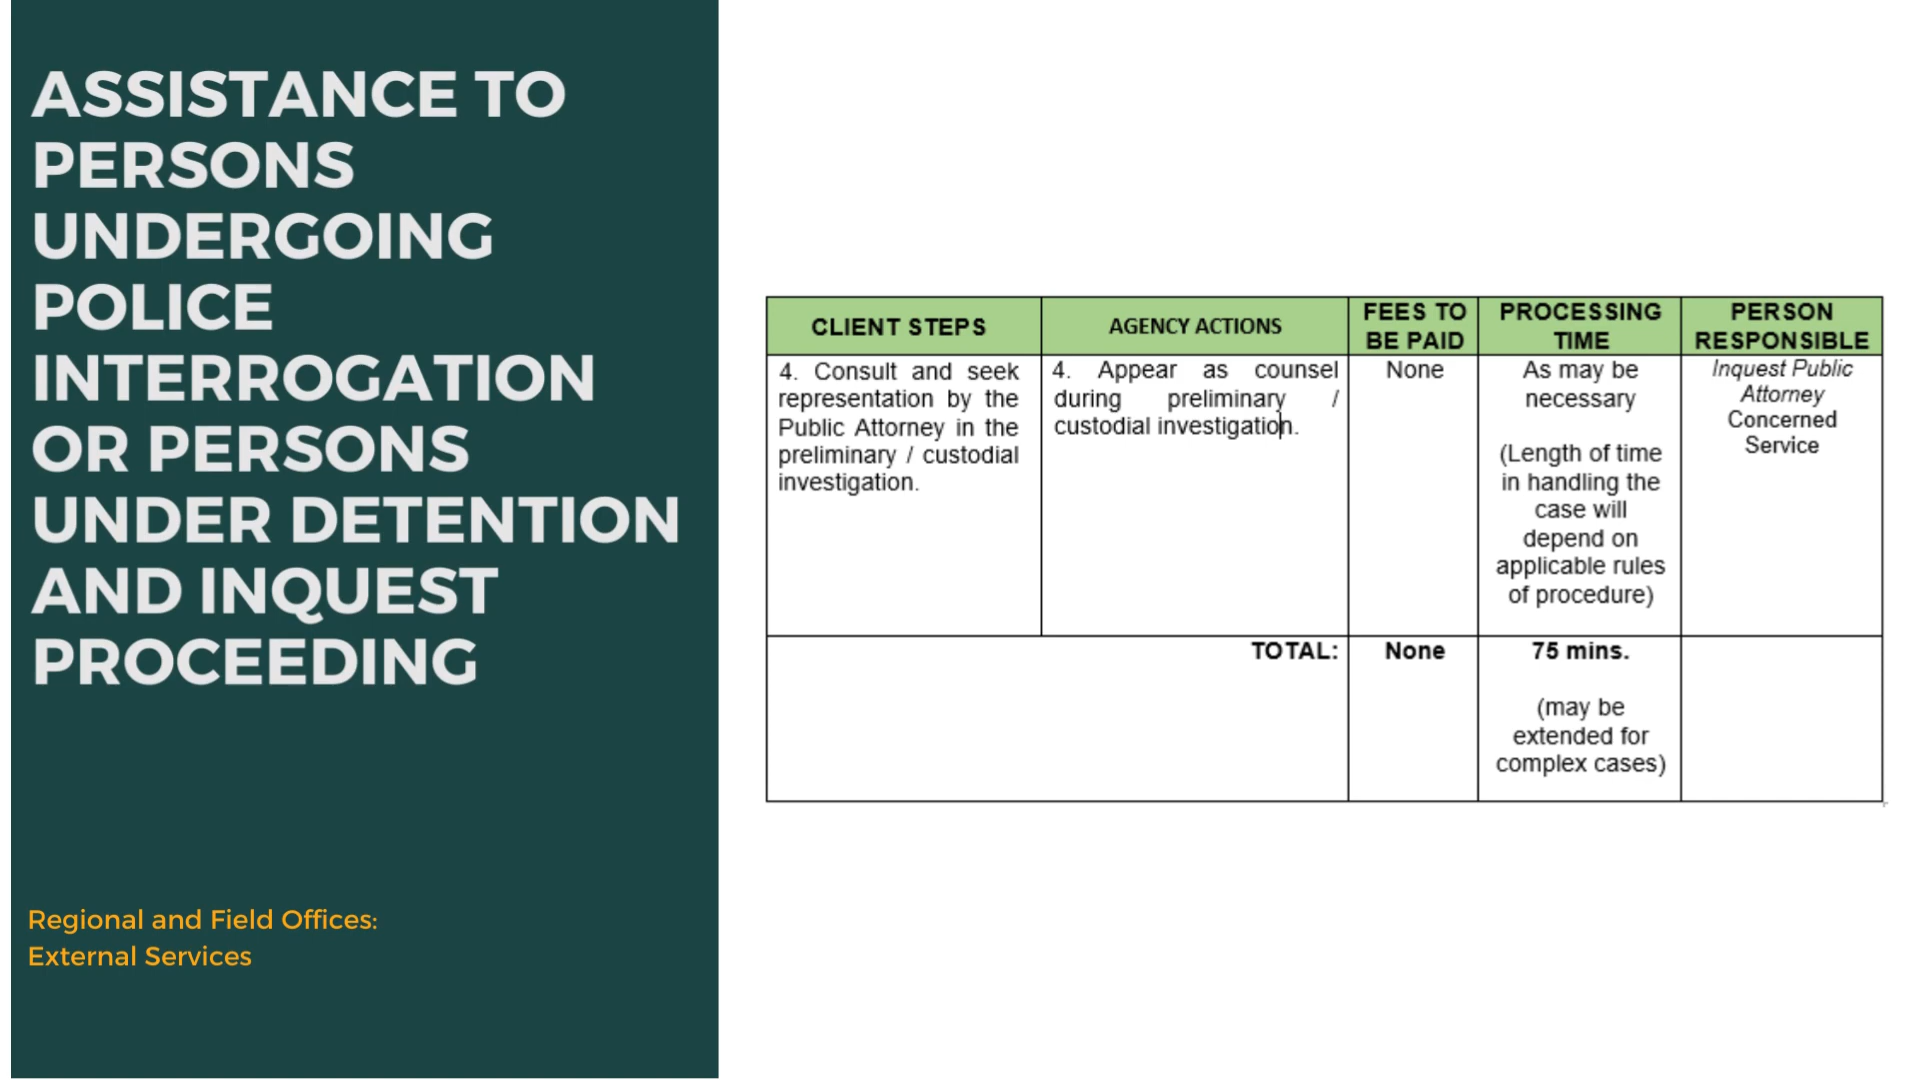 ASSISTANCE TO
PERSONS
UNDERGOING
POLICE
INTERROGATION
OR PERSONS
UNDER DETENTION
AND INQUEST
PROCEEDING
Regional and Field Offices:
External Services
CLIENT STEPS
AGENCY ACTIONS
FEES TO
BE PAID
PROCESSING
TIME
PERSON
RESPONSIBLE
4. Consult and seek
representation by the
Public Attorney in the
preliminary / custodial
investigation.
4. Appear as counsel
during preliminary /
custodial investigation.
None
As may be
necessary
(Length of time
in handling the
case will
depend on
applicable rules
of procedure)
Inquest Public
Attorney
Concerned
Service
TOTAL:
None
75 mins.
(may be
extended for
complex cases)